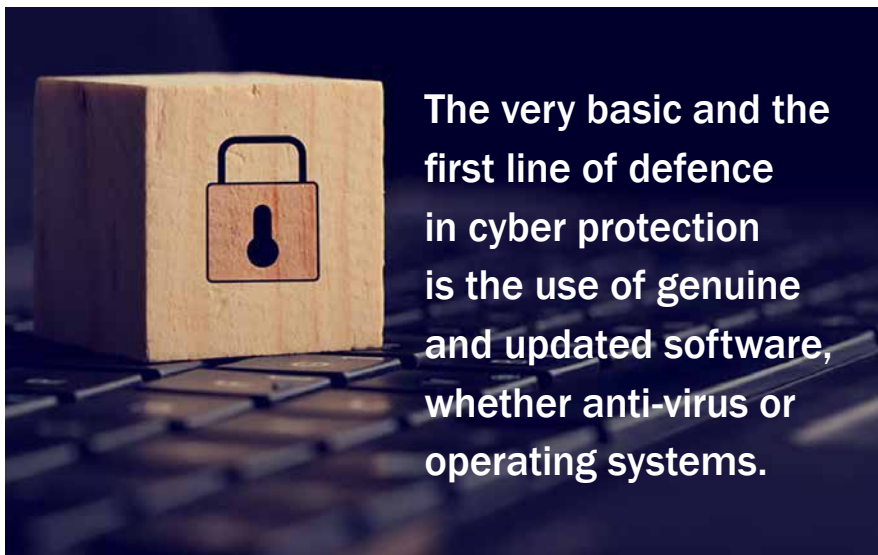 The very basic and the
first line of defence
in cyber protection
is the use of genuine
and updated software,
whether anti-virus or
operating systems.